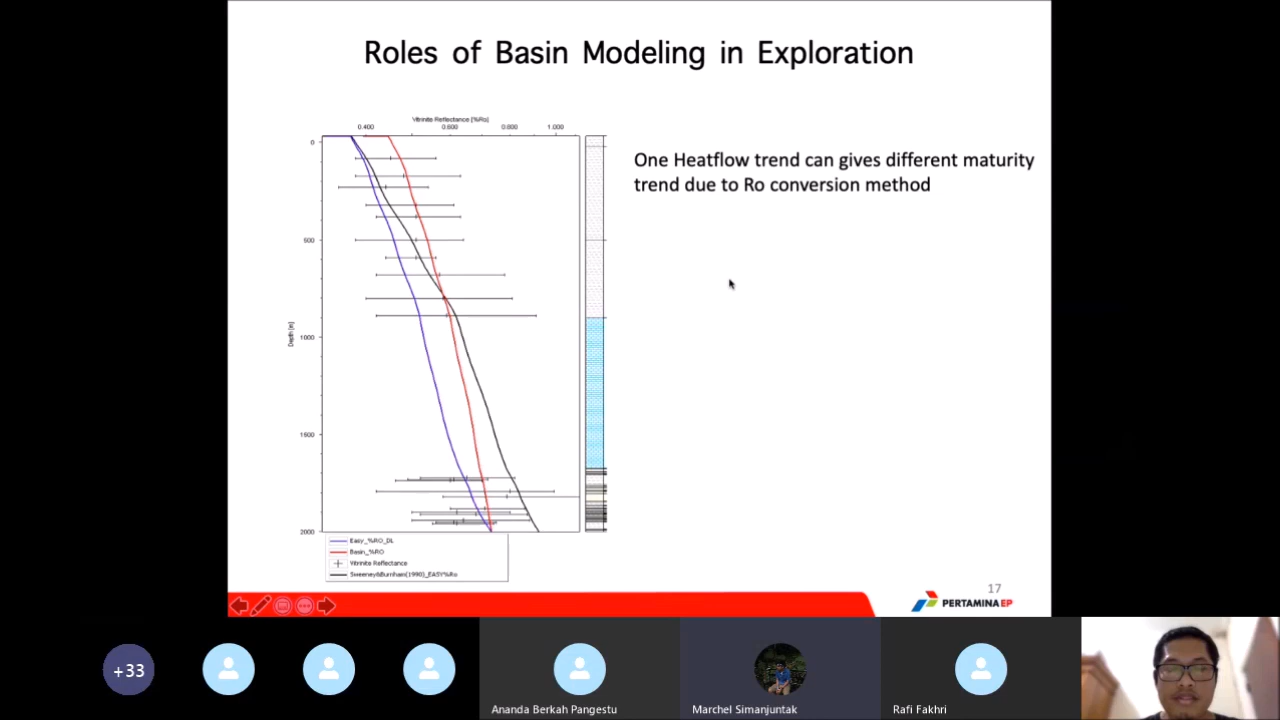 Roles of Basin Modeling in Exploration
Vitrinite Reflectance [%Ro]
0.400 0.600 0.800 1.000
0
500
1000
1500
2000
Depth [m]
One Heatflow trend can gives different maturity
trend due to Ro conversion method
Easy_%RO_DL
Basin_%RO
Vitrinite Reflectance
Sweeney&Burnham(1990)_EASY%Ro
17
PERTAMINA EP
+33
Ananda Berkah Pangestu
Marchel Simanjuntak
Rafi Fakhri